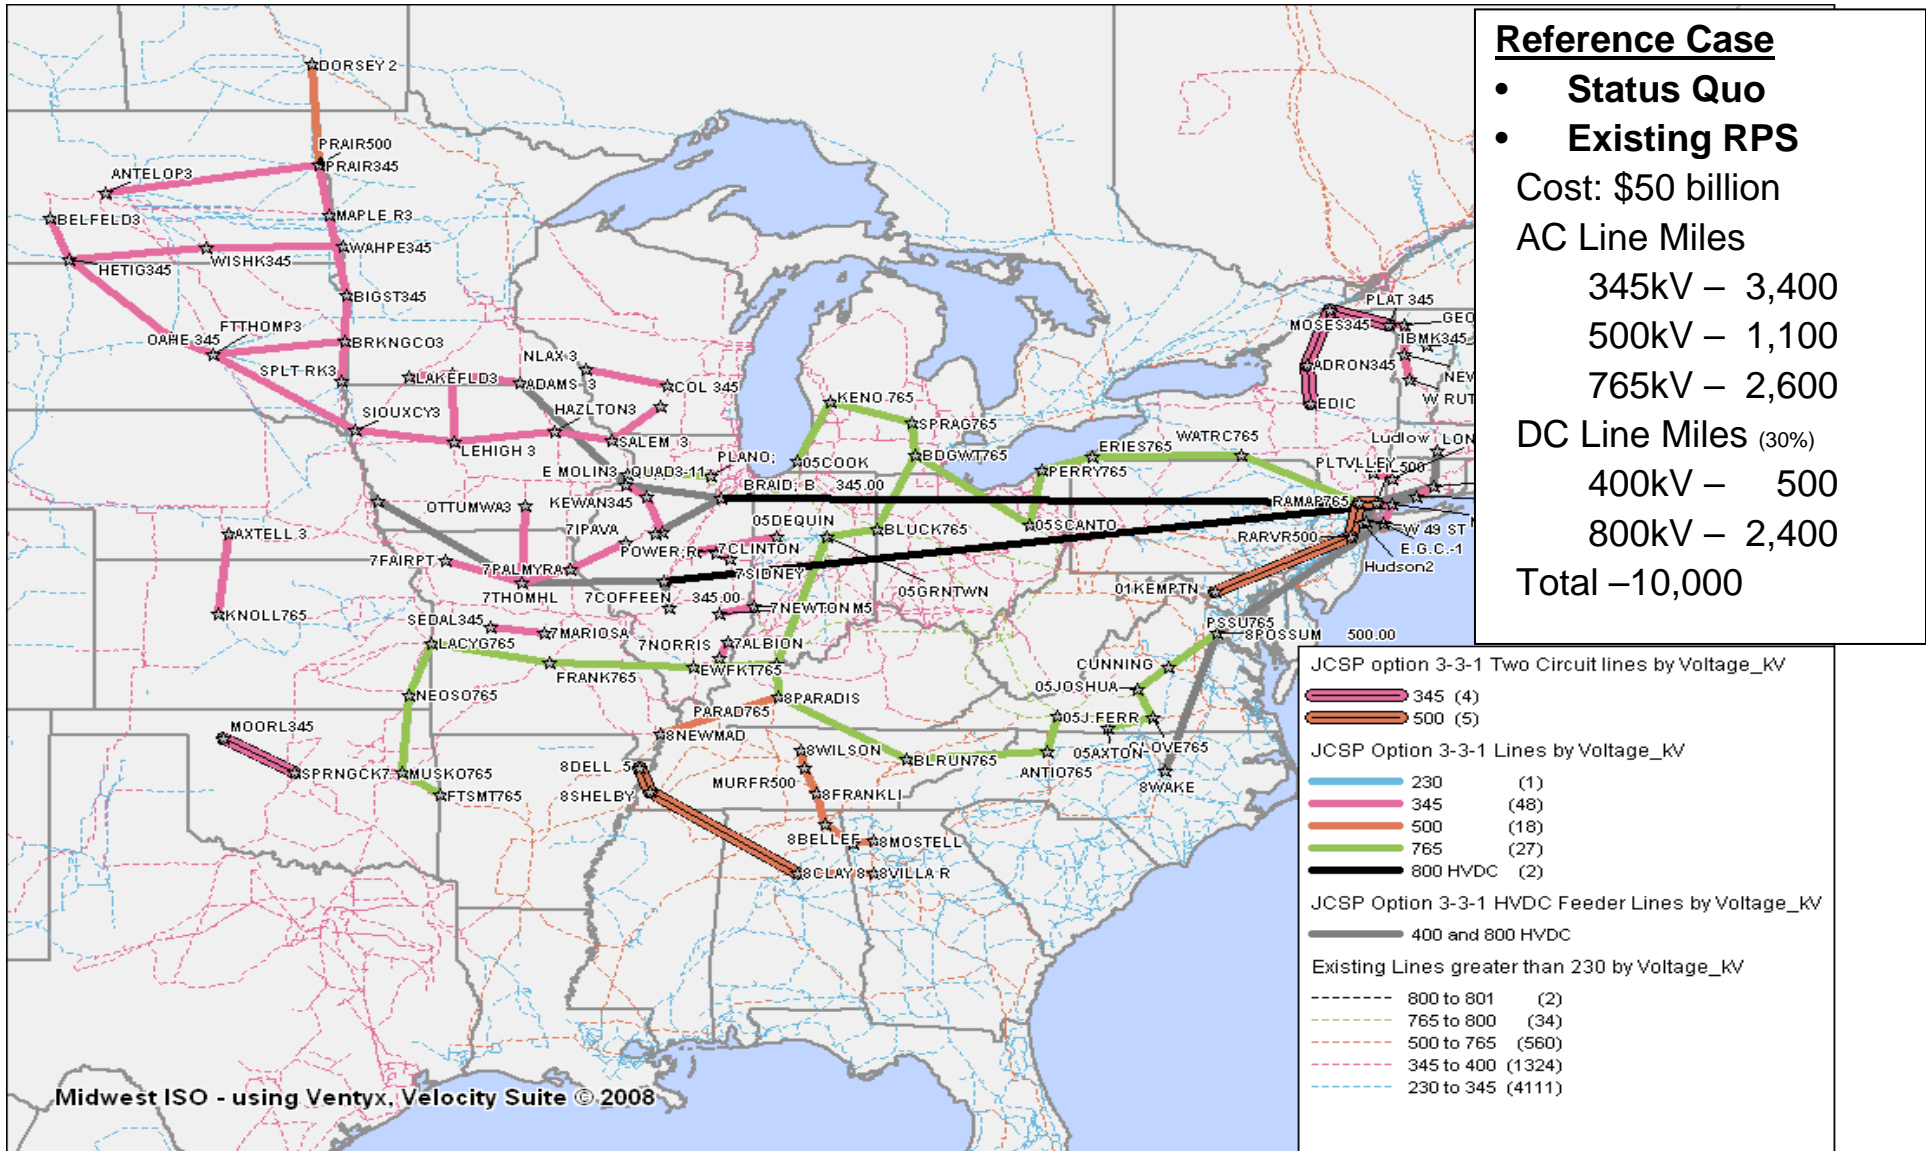 DORSEY 2
PRAIR500
PRAIR345
ANTELOP3
BELFELD3
MAPLE R3
WAHPE345
HETIG345
WISHK345
BIGST345
FTTHOMP3
OAHE 345
BRKNGCO3
SPLT RK3
NLAX 3
LAKEFLD3
ADAMS 3
COL 345
SIOUXCY3
HAZLTON3
LEHIGH 3
SALEM 3
KENO 765
SPRAG765
BDGWT765
05COOK
PLANO;
E MOLIN3
QUAD3-11
BRAID; B
345.00
KEWAN345
OTTUMWA3
ERIES765
WATRC765
PERRY765
05SCANTO
PLAT 345
MOSES345
GEO
IBMK345
ADRON345
NEW
W RUT
EDIC
Ludlow
LON
PLTVLLEY
500
RAMAP765
RARVR500
W 49 ST
E.G.C.-1
Hudson2
01KEMPTN
05DEQUIN
BLUCK765
7IPAVA
7CLINTON
7SIDNEY
05GRNTWN
AXTELL 3
KNOLL765
7FAIRPT
7PALMYRA
7THOMHL
7COFFEEN
345.00
7NEWTON M5
SEDAL345
7MARIOSA
LACYG765
7NORRIS
7ALBION
FRANK765
EWFKT765
NEOSO765
8PARADIS
PARAD765
8NEWMAD
MOORL345
SPRNGCK7
MUSKO765
FTSMT765
8DELL 5
8SHELBY
8WILSON
MURFR500
8FRANKLI
8BELLEF
8MOSTELL
8CLAY 8
8VILLA R
BLRUN765
ANTIO765
05J.FERR
05AXTON
05JOSHUA
CUNNING
PSSU765
8POSSUM
500.00
8WAKE
Midwest ISO - using Ventyx, Velocity Suite © 2008
Reference Case
• Status Quo
• Existing RPS
Cost: $50 billion
AC Line Miles
345kV – 3,400
500kV – 1,100
765kV – 2,600
DC Line Miles (30%)
400kV – 500
800kV – 2,400
Total –10,000
JCSP option 3-3-1 Two Circuit lines by Voltage_kV
345 (4)
500 (5)
JCSP Option 3-3-1 Lines by Voltage_kV
230 (1)
345 (48)
500 (18)
765 (27)
800 HVDC (2)
JCSP Option 3-3-1 HVDC Feeder Lines by Voltage_kV
400 and 800 HVDC
Existing Lines greater than 230 by Voltage_kV
800 to 801 (2)
765 to 800 (34)
500 to 765 (560)
345 to 400 (1324)
230 to 345 (4111)